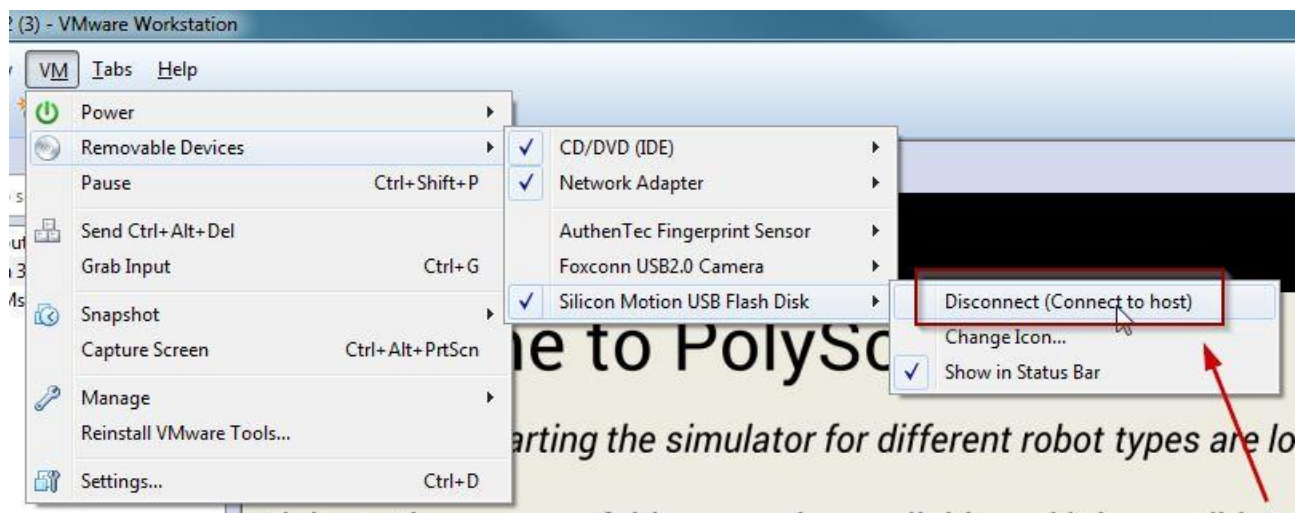 2 (3) - VMware Workstation
VM Tabs Help
Power
Removable Devices
Pause Ctrl+Shift+P
Send Ctrl+Alt+Del
Grab Input Ctrl+G
Snapshot
Capture Screen Ctrl+Alt+PrtScn
Manage
Reinstall VMware Tools...
Settings... Ctrl+D
CD/DVD (IDE)
Network Adapter
AuthenTec Fingerprint Sensor
Foxconn USB2.0 Camera
Silicon Motion USB Flash Disk
Disconnect (Connect to host)
Change Icon...
Show in Status Bar
ne to PolySc
arting the simulator for different robot types are lo